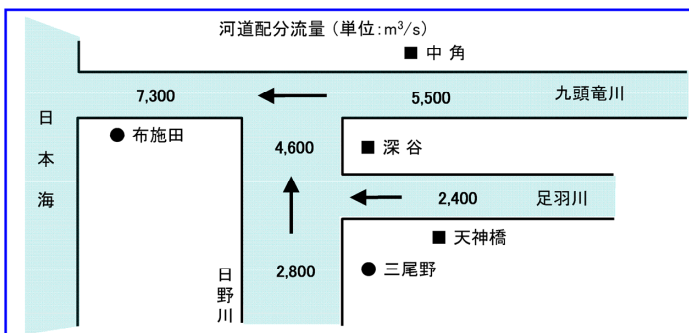 河道配分流量（単位：m³/s）
■ 中 角
7,300
5,500
九頭竜川
日本海
● 布施田
4,600
■ 深 谷
2,400
足羽川
■ 天神橋
2,800
● 三尾野
日野川